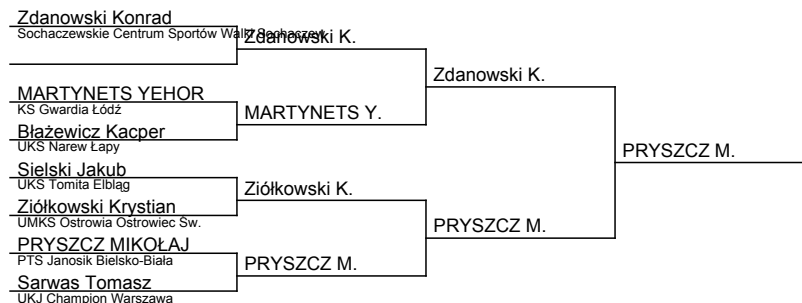 Zdanowski Konrad
Sochaczewskie Centrum Sportów Walki Sochaczew
Zdanowski K.
Zdanowski K.
MARTYNETS YEHOR
KS Gwardia Łódź
MARTYNETS Y.
Błażewicz Kacper
UKS Narew Łapy
PRYSZCZ M.
Sielski Jakub
UKS Tomita Elbląg
Ziółkowski K.
Ziółkowski Krystian
UMKS Ostrowia Ostrowiec Św.
PRYSZCZ M.
PRYSZCZ MIKOŁAJ
PTS Janosik Bielsko-Biała
PRYSZCZ M.
Sarwas Tomasz
UKJ Champion Warszawa